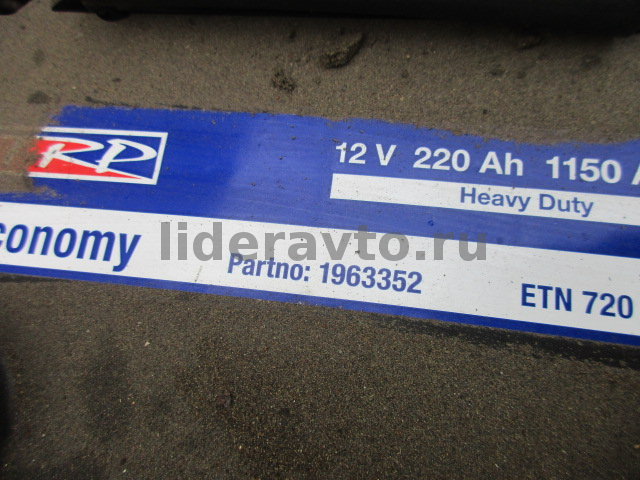 RP
12 V 220 Ah 1150 A
Heavy Duty
conomy
Partno: 1963352
ETN 720
lideravto.ru